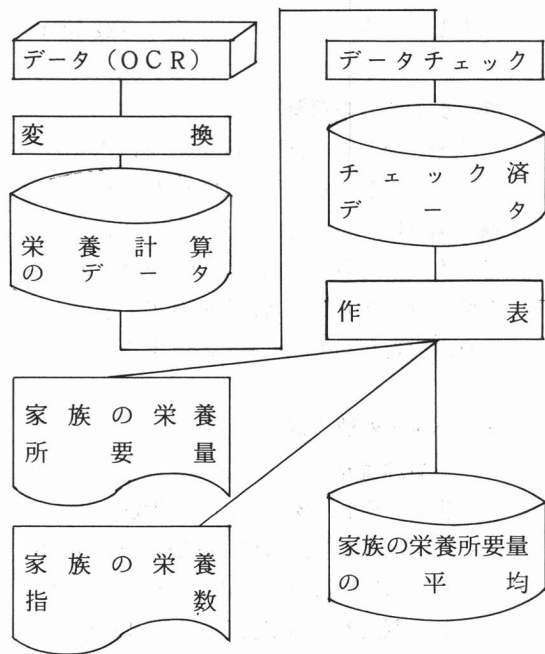 データ(OCR)
変換
栄養計算
のデータ
データチェック
チェック済
データ
作表
家族の栄養
所要量
家族の栄養
指数
家族の栄養所要量
の平均